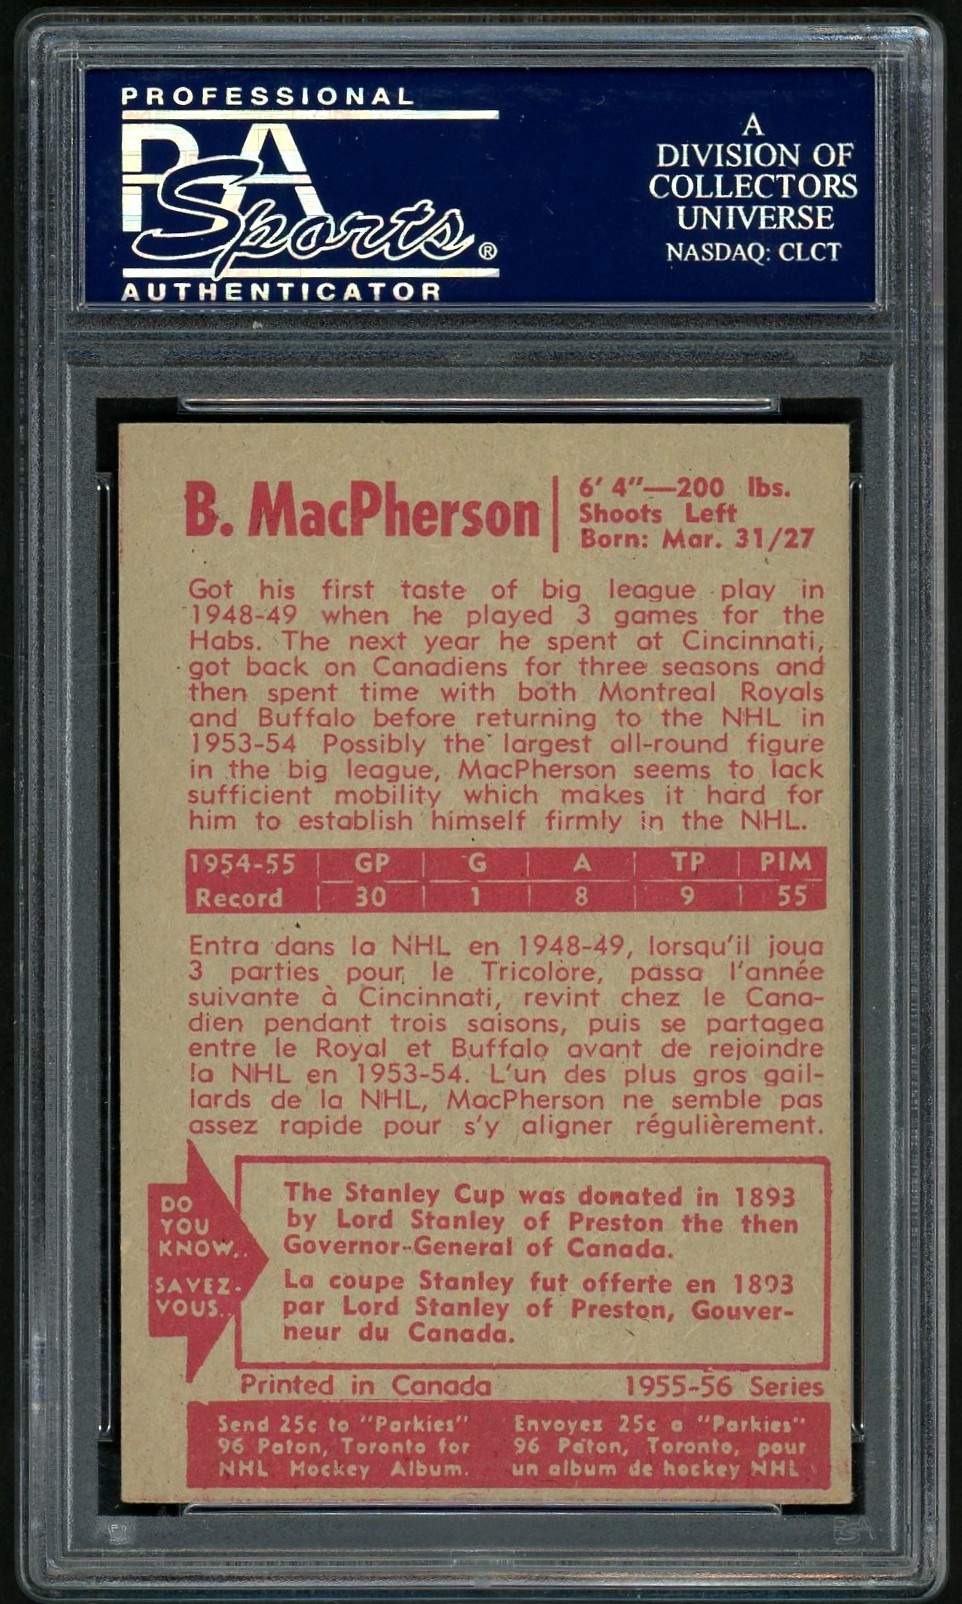 PROFESSIONAL
PSA
Sports®
AUTHENTICATOR
A
DIVISION OF
COLLECTORS
UNIVERSE
NASDAQ: CLCT
B. MacPherson
6' 4"—200 lbs.
Shoots Left
Born: Mar. 31/27
Got his first taste of big league play in
1948-49 when he played 3 games for the
Habs. The next year he spent at Cincinnati,
got back on Canadiens for three seasons and
then spent time with both Montreal Royals
and Buffalo before returning to the NHL in
1953-54 Possibly the largest all-round figure
in the big league, MacPherson seems to lack
sufficient mobility which makes it hard for
him to establish himself firmly in the NHL.
1954-55 | GP | G | A | TP | PIM
Record | 30 | 1 | 8 | 9 | 55
Entra dans la NHL en 1948-49, lorsqu'il joua
3 parties pour le Tricolore, passa l'année
suivante à Cincinnati, revint chez le Cana-
dien pendant trois saisons, puis se partagea
entre le Royal et Buffalo avant de rejoindre
la NHL en 1953-54. L'un des plus gros gail-
lards de la NHL, MacPherson ne semble pas
assez rapide pour s'y aligner régulièrement.
DO
YOU
KNOW..
SAVEZ-
VOUS..
The Stanley Cup was donated in 1893
by Lord Stanley of Preston the then
Governor-General of Canada.
La coupe Stanley fut offerte en 1893
par Lord Stanley of Preston, Gouver-
neur du Canada.
Printed in Canada 1955-56 Series
Send 25c to "Parkies"
96 Paton, Toronto for
NHL Hockey Album.
Envoyez 25c a "Parkies"
96 Paton, Toronto, pour
un album de hockey NHL
PSA